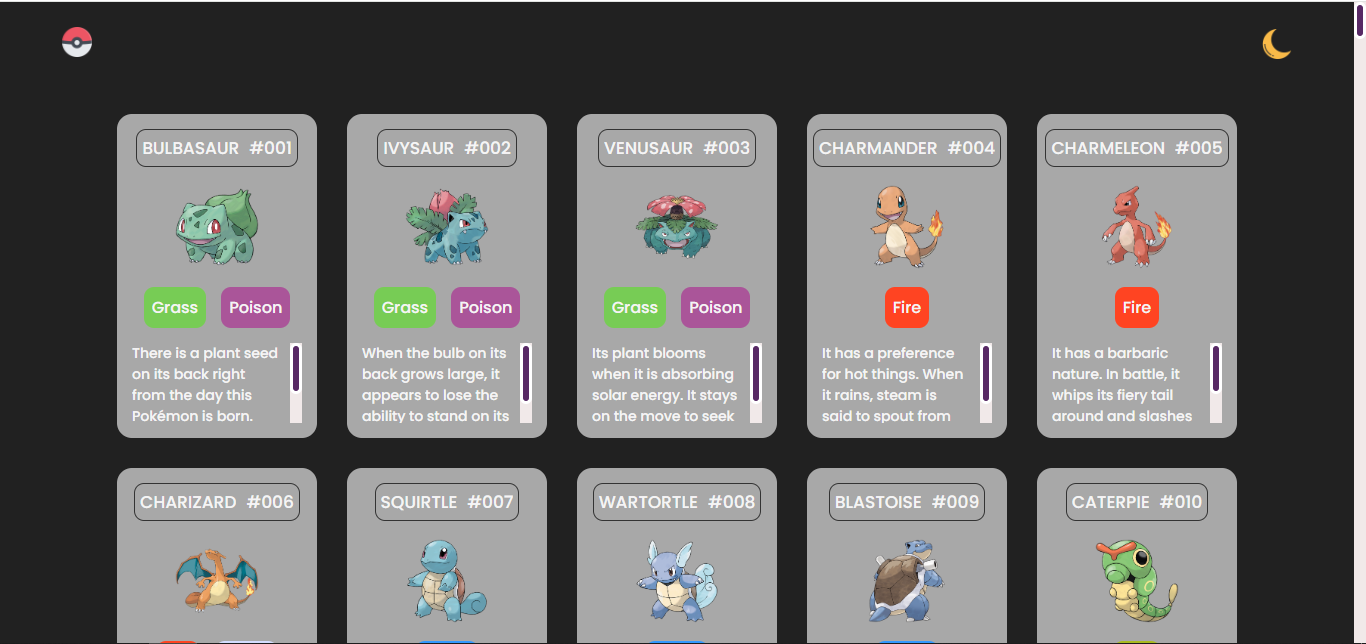 BULBASAUR #001
IVYSAUR #002
VENUSAUR #003
CHARMANDER #004
CHARMELEON #005
Grass
Poison
Grass
Poison
Grass
Poison
Fire
Fire
There is a plant seed
on its back right
from the day this
Pokémon is born.
When the bulb on its
back grows large, it
appears to lose the
ability to stand on its
Its plant blooms
when it is absorbing
solar energy. It stays
on the move to seek
It has a preference
for hot things. When
it rains, steam is
said to spout from
It has a barbaric
nature. In battle, it
whips its fiery tail
around and slashes
CHARIZARD #006
SQUIRTLE #007
WARTORTLE #008
BLASTOISE #009
CATERPIE #010